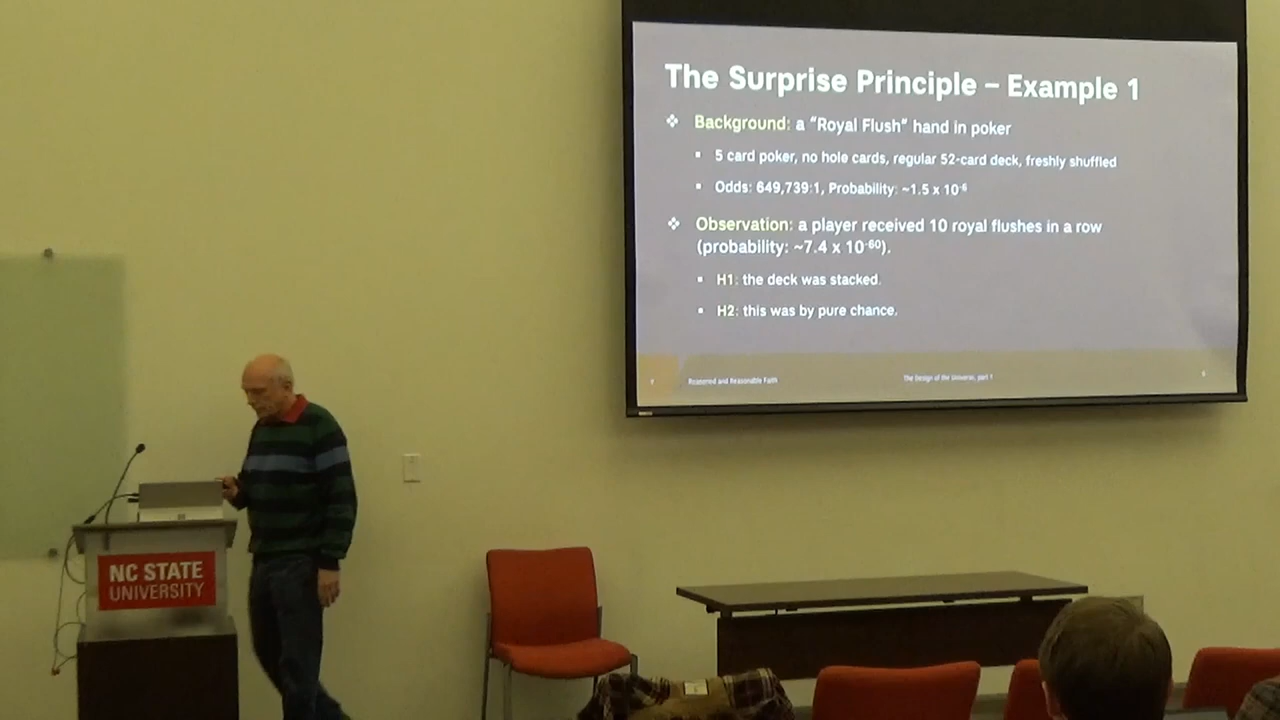 The Surprise Principle – Example 1
❖ Background: a "Royal Flush" hand in poker
▪ 5 card poker, no hole cards, regular 52-card deck, freshly shuffled
▪ Odds: 649,739:1, Probability: ~1.5 x 10⁻⁶
❖ Observation: a player received 10 royal flushes in a row
(probability: ~7.4 x 10⁻⁶⁰).
▪ H1: the deck was stacked.
▪ H2: this was by pure chance.
Reasoned and Reasonable Faith
The Design of the Universe, part 1
NC STATE
UNIVERSITY